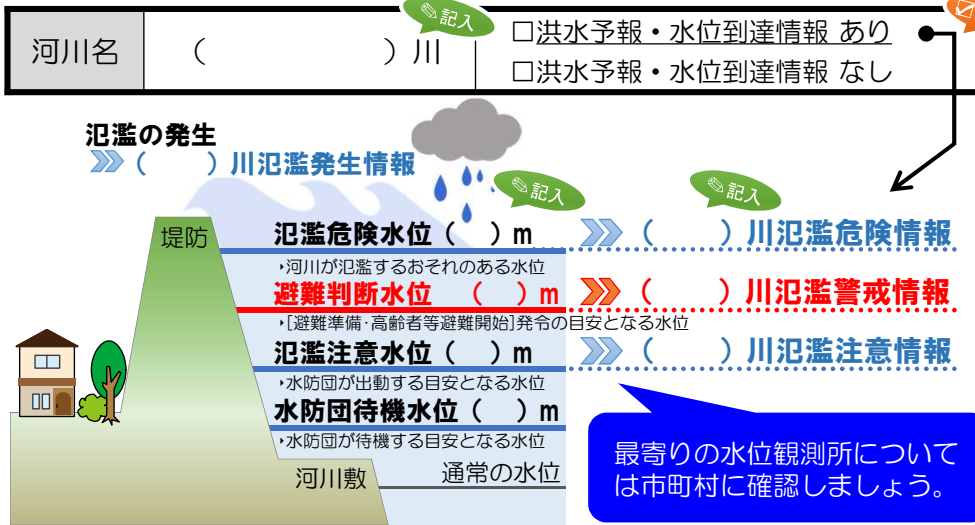 記入
河川名 （　　　　　　）川 □洪水予報・水位到達情報 あり
□洪水予報・水位到達情報 なし
氾濫の発生
（　　）川氾濫発生情報
記入
記入
堤防
氾濫危険水位（　）m （　　）川氾濫危険情報
・河川が氾濫するおそれのある水位
避難判断水位 （　）m （　　）川氾濫警戒情報
・[避難準備・高齢者等避難開始]発令の目安となる水位
氾濫注意水位（　）m （　　）川氾濫注意情報
・水防団が出動する目安となる水位
水防団待機水位（　）m
・水防団が待機する目安となる水位
河川敷
通常の水位
最寄りの水位観測所について
は市町村に確認しましょう。